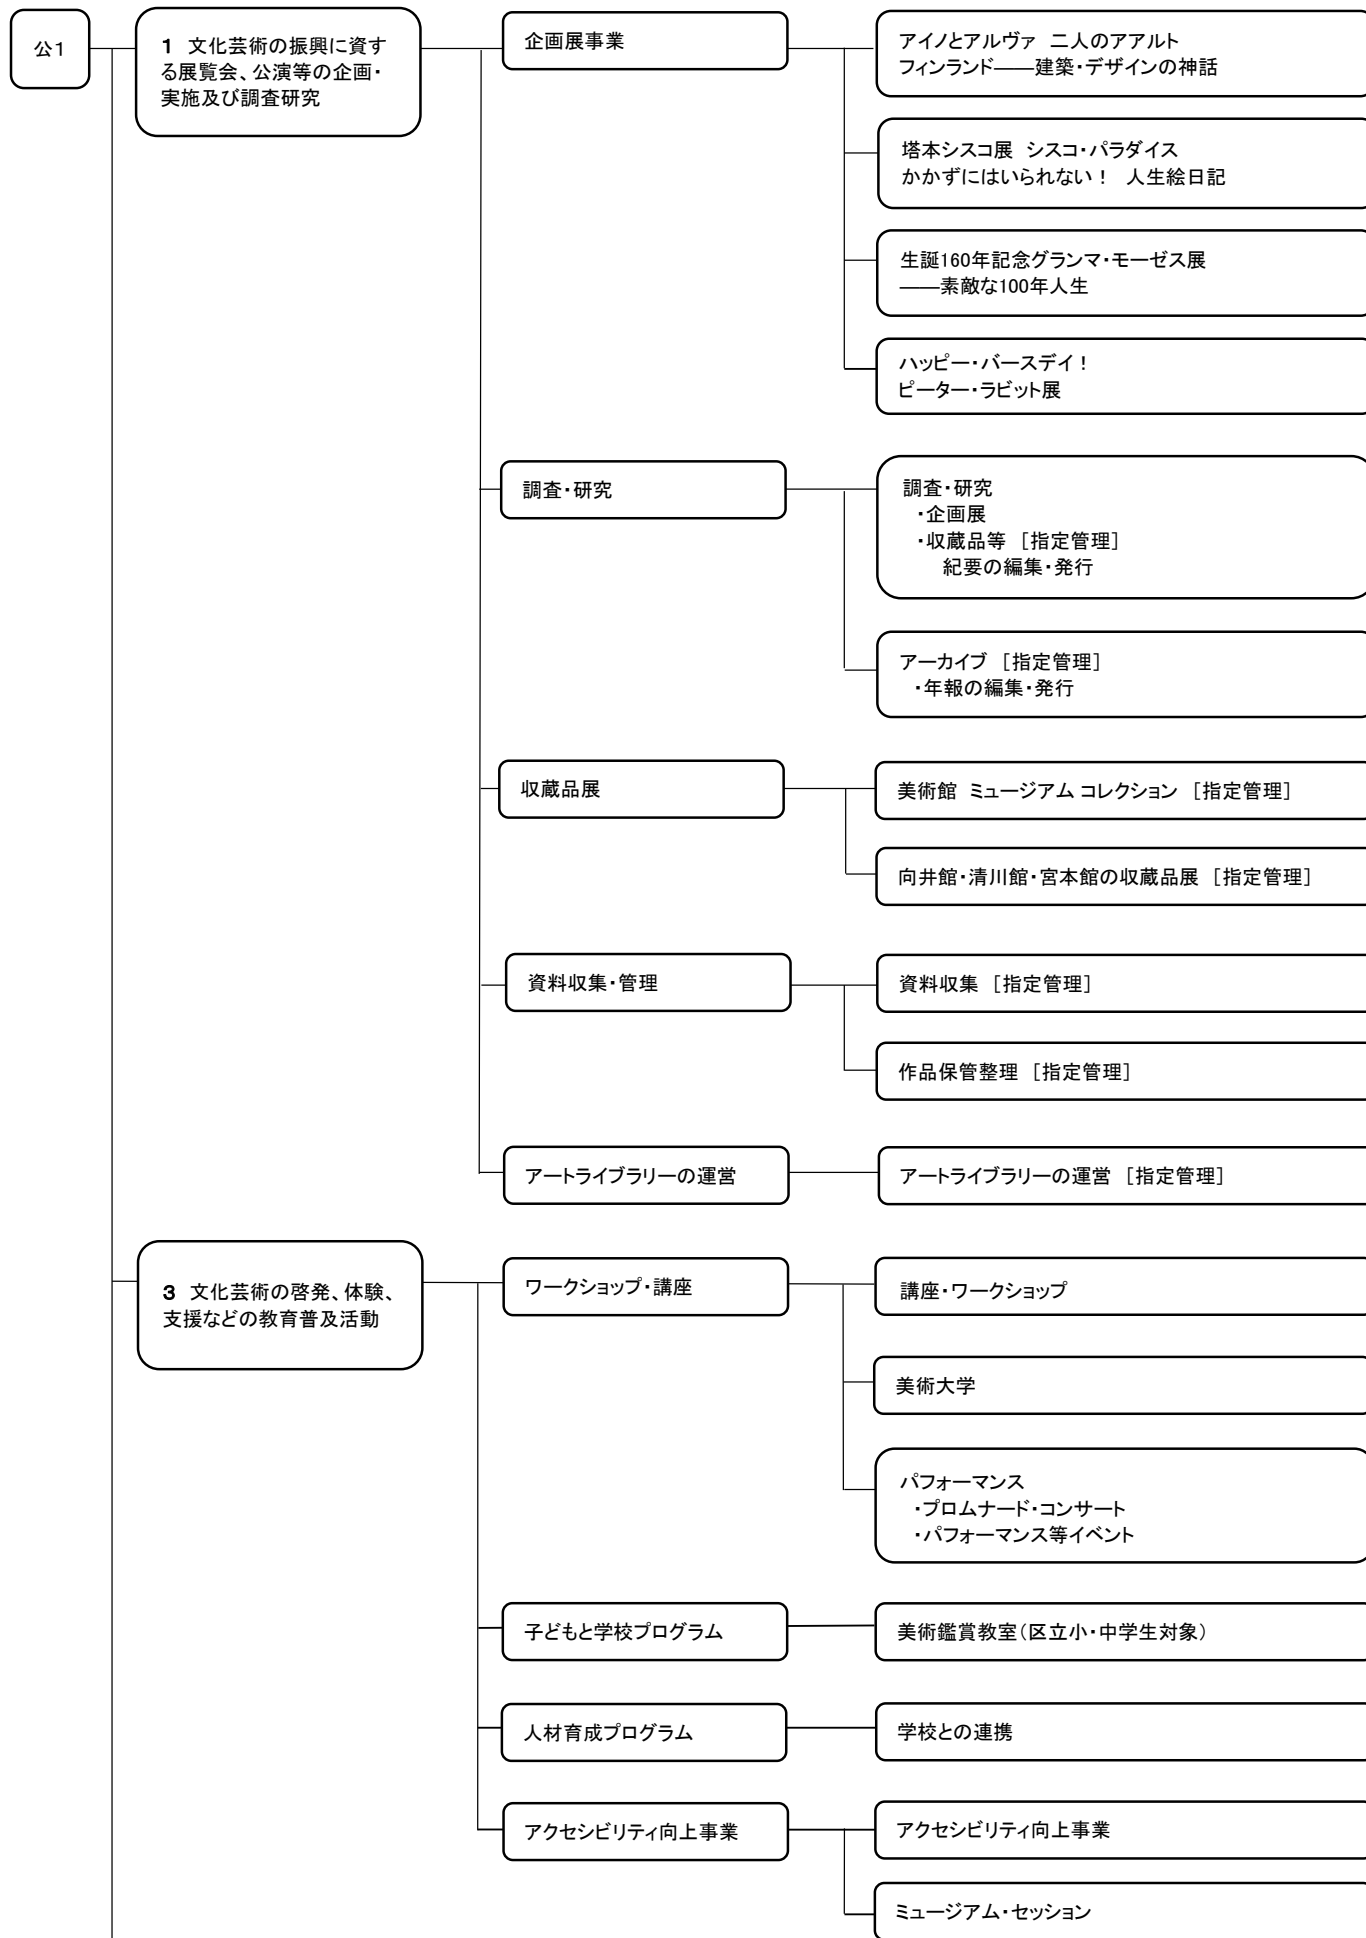 公1
1 文化芸術の振興に資す
る展覧会、公演等の企画・
実施及び調査研究
企画展事業
アイノとアルヴァ 二人のアアルト
フィンランド――建築・デザインの神話
塔本シスコ展 シスコ・パラダイス
かかずにはいられない! 人生絵日記
生誕160年記念グランマ・モーゼス展
――素敵な100年人生
ハッピー・バースデイ!
ピーター・ラビット展
調査・研究
調査・研究
・企画展
・収蔵品等 [指定管理]
紀要の編集・発行
アーカイブ [指定管理]
・年報の編集・発行
収蔵品展
美術館 ミュージアム コレクション [指定管理]
向井館・清川館・宮本館の収蔵品展 [指定管理]
資料収集・管理
資料収集 [指定管理]
作品保管整理 [指定管理]
アートライブラリーの運営
アートライブラリーの運営 [指定管理]
3 文化芸術の啓発、体験、
支援などの教育普及活動
ワークショップ・講座
講座・ワークショップ
美術大学
パフォーマンス
・プロムナード・コンサート
・パフォーマンス等イベント
子どもと学校プログラム
美術鑑賞教室(区立小・中学生対象)
人材育成プログラム
学校との連携
アクセシビリティ向上事業
アクセシビリティ向上事業
ミュージアム・セッション